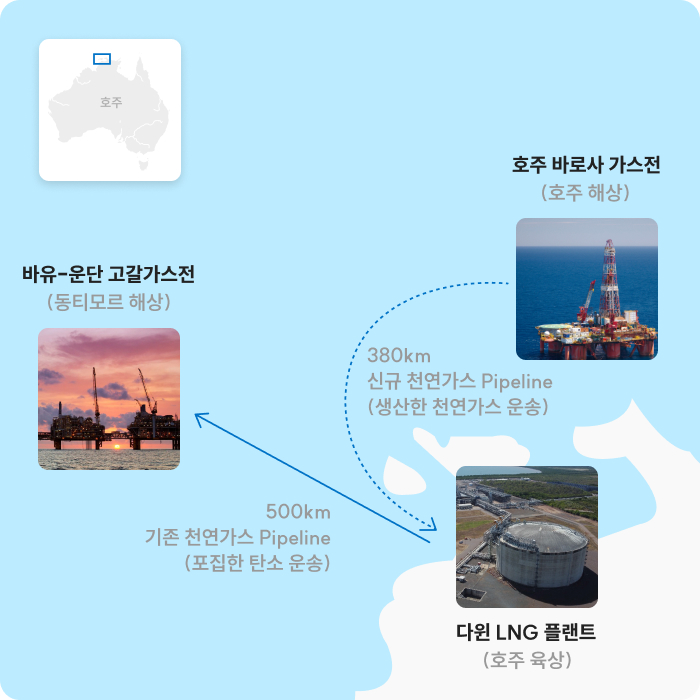 호주
호주 바로사 가스전
(호주 해상)
바유-운단 고갈가스전
(동티모르 해상)
380km
신규 천연가스 Pipeline
(생산한 천연가스 운송)
500km
기존 천연가스 Pipeline
(포집한 탄소 운송)
다윈 LNG 플랜트
(호주 육상)